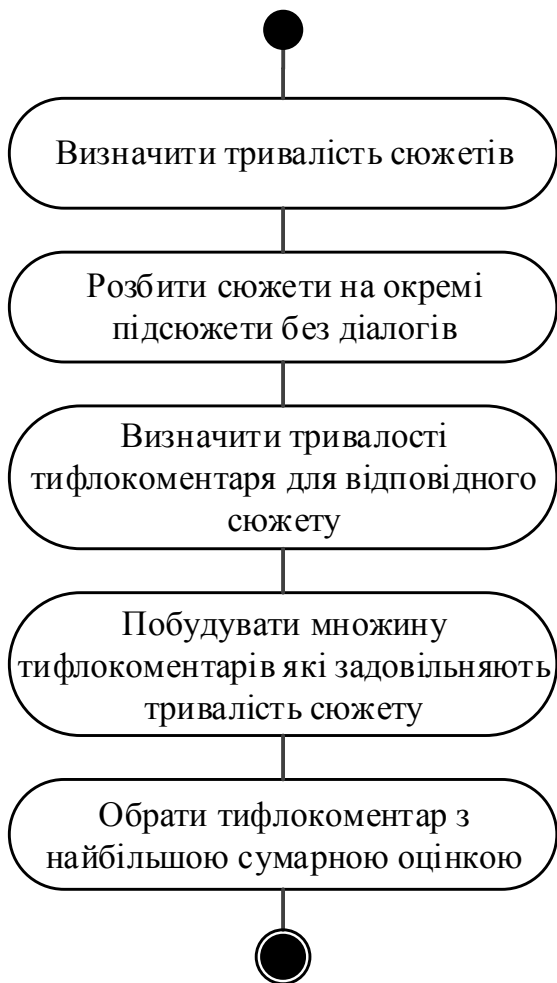 Визначити тривалість сюжетів
Розбити сюжети на окремі
підсюжети без діалогів
Визначити тривалості
тифлокоментаря для відповідного
сюжету
Побудувати множину
тифлокоментарів які задовільняють
тривалість сюжету
Обрати тифлокоментар з
найбільшою сумарною оцінкою